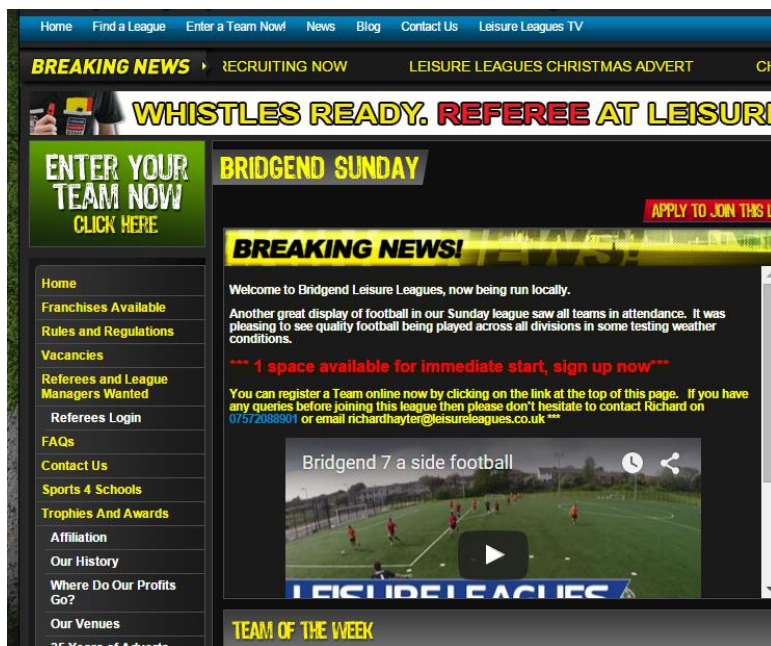 Home Find a League Enter a Team Now! News Blog Contact Us Leisure Leagues TV
BREAKING NEWS RECRUITING NOW LEISURE LEAGUES CHRISTMAS ADVERT CH
WHISTLES READY. REFEREE AT LEISURE
ENTER YOUR
TEAM NOW
CLICK HERE
BRIDGEND SUNDAY
APPLY TO JOIN THIS L
BREAKING NEWS!
Home
Franchises Available
Rules and Regulations
Vacancies
Referees and League
Managers Wanted
Referees Login
FAQs
Contact Us
Sports 4 Schools
Trophies And Awards
Affiliation
Our History
Where Do Our Profits
Go?
Our Venues
25 Years of Adverts
Welcome to Bridgend Leisure Leagues, now being run locally.
Another great display of football in our Sunday league saw all teams in attendance. It was
pleasing to see quality football being played across all divisions in some testing weather
conditions.
*** 1 space available for immediate start, sign up now***
You can register a Team online now by clicking on the link at the top of this page. If you have
any queries before joining this league then please don't hesitate to contact Richard on
07572088901 or email richardhayter@leisureleagues.co.uk ***
Bridgend 7 a side football
LEISURE LEAGUES
TEAM OF THE WEEK